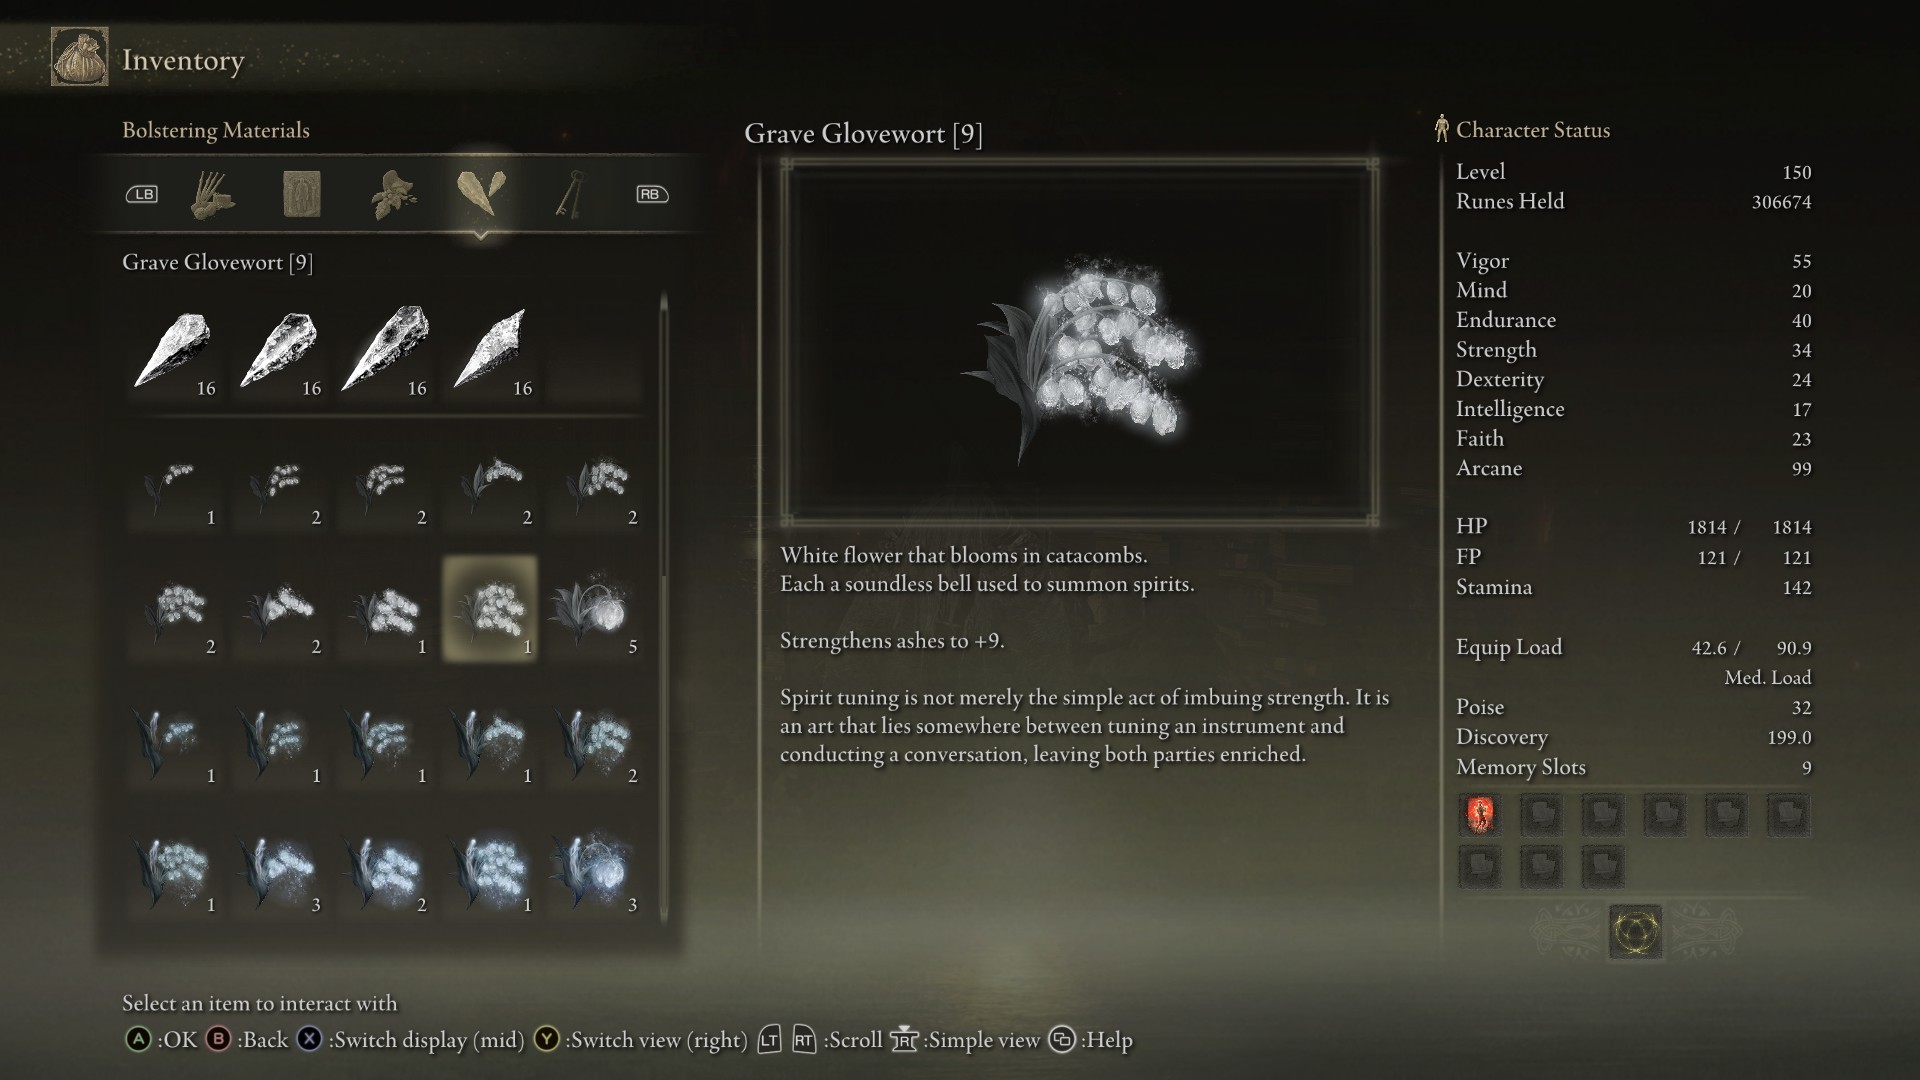 Inventory
Bolstering Materials
LB
RB
Grave Glovewort [9]
16 16 16 16
1 2 2 2 2
2 2 1 1 5
1 1 1 1 2
1 3 2 1 3
Grave Glovewort [9]
White flower that blooms in catacombs.
Each a soundless bell used to summon spirits.
Strengthens ashes to +9.
Spirit tuning is not merely the simple act of imbuing strength. It is
an art that lies somewhere between tuning an instrument and
conducting a conversation, leaving both parties enriched.
Character Status
Level 150
Runes Held 306674
Vigor 55
Mind 20
Endurance 40
Strength 34
Dexterity 24
Intelligence 17
Faith 23
Arcane 99
HP 1814 / 1814
FP 121 / 121
Stamina 142
Equip Load 42.6 / 90.9
Med. Load
Poise 32
Discovery 199.0
Memory Slots 9
Select an item to interact with
A :OK B :Back X :Switch display (mid) Y :Switch view (right) LT RT :Scroll R :Simple view :Help